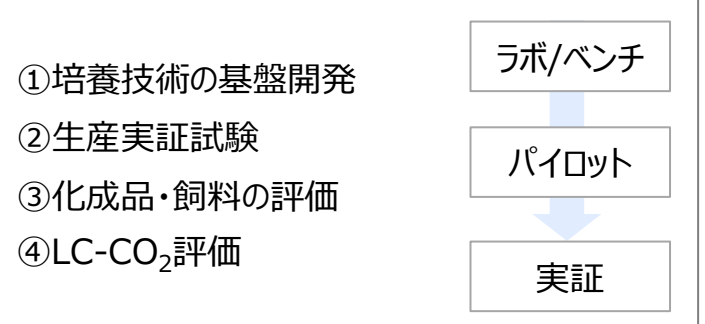 ①培養技術の基盤開発
②生産実証試験
③化成品・飼料の評価
④LC-CO₂評価
ラボ/ベンチ
パイロット
実証